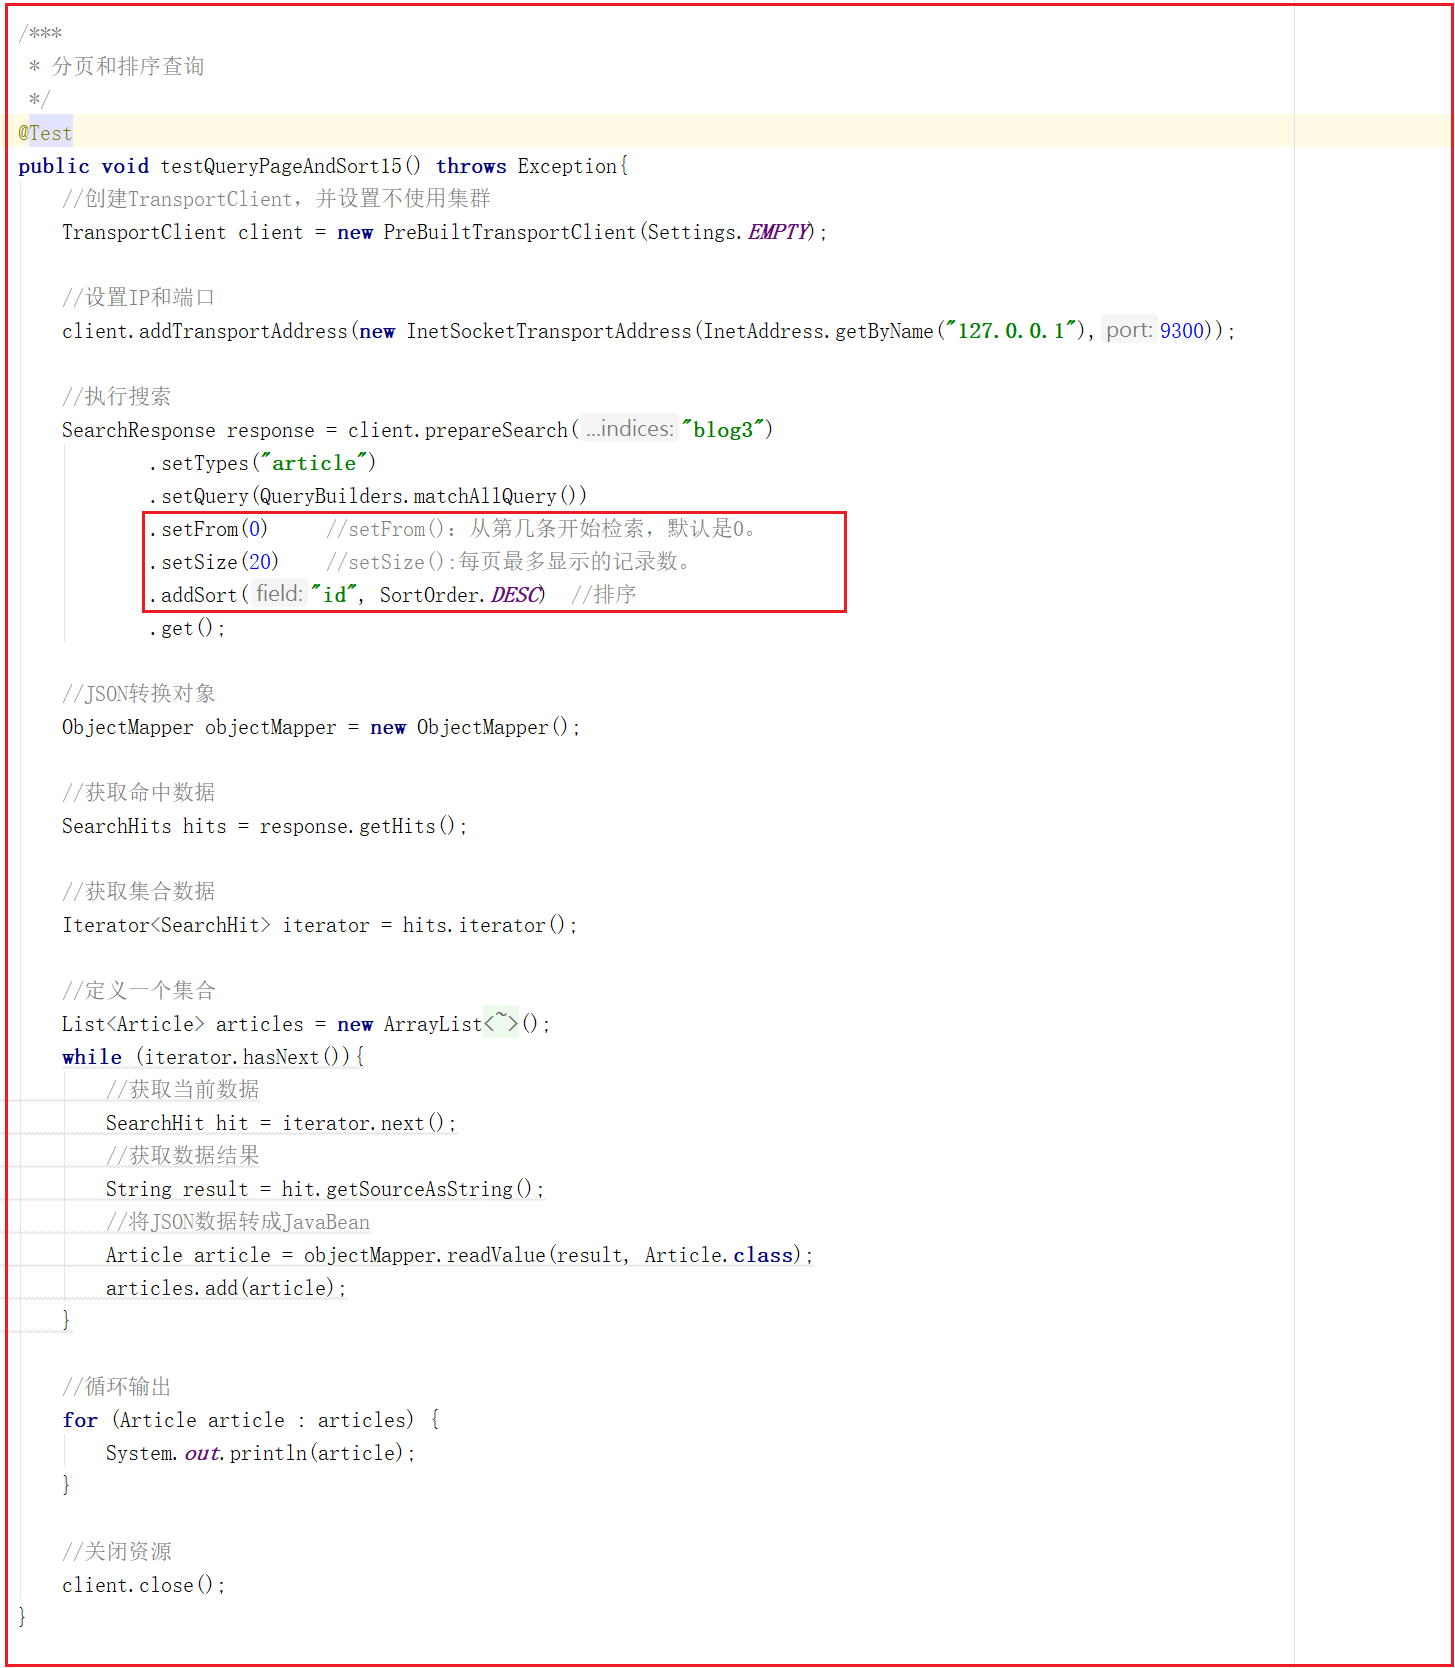 /***
 * 分页和排序查询
 */
@Test
public void testQueryPageAndSort15() throws Exception{
    //创建TransportClient，并设置不使用集群
    TransportClient client = new PreBuiltTransportClient(Settings.EMPTY);
    //设置IP和端口
    client.addTransportAddress(new InetSocketTransportAddress(InetAddress.getByName("127.0.0.1"), port: 9300));
    //执行搜索
    SearchResponse response = client.prepareSearch( ...indices: "blog3")
            .setTypes("article")
            .setQuery(QueryBuilders.matchAllQuery())
            .setFrom(0)     //setFrom()：从第几条开始检索，默认是0。
            .setSize(20)    //setSize():每页最多显示的记录数。
            .addSort( field: "id", SortOrder.DESC)  //排序
            .get();
    //JSON转换对象
    ObjectMapper objectMapper = new ObjectMapper();
    //获取命中数据
    SearchHits hits = response.getHits();
    //获取集合数据
    Iterator<SearchHit> iterator = hits.iterator();
    //定义一个集合
    List<Article> articles = new ArrayList<~>();
    while (iterator.hasNext()){
        //获取当前数据
        SearchHit hit = iterator.next();
        //获取数据结果
        String result = hit.getSourceAsString();
        //将JSON数据转成JavaBean
        Article article = objectMapper.readValue(result, Article.class);
        articles.add(article);
    }
    //循环输出
    for (Article article : articles) {
        System.out.println(article);
    }
    //关闭资源
    client.close();
}